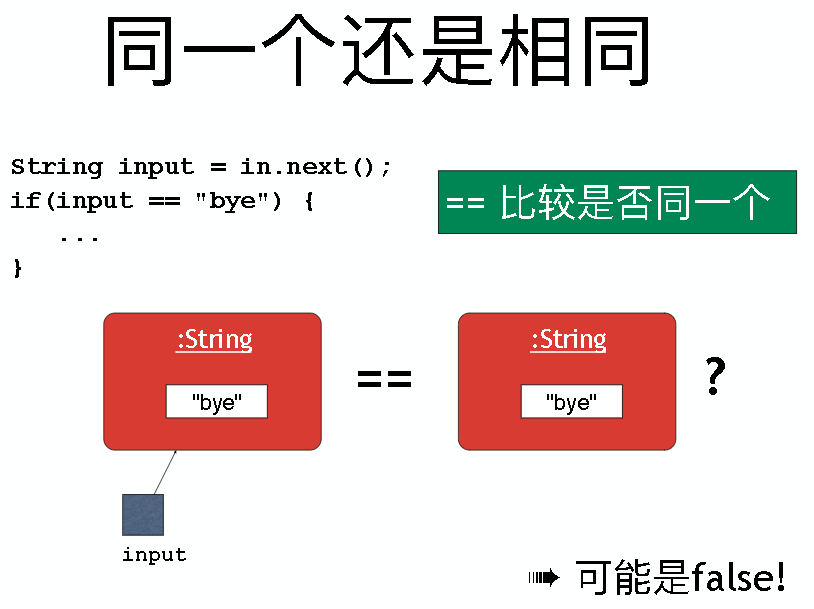 同一个还是相同
String input = in.next();
if(input == "bye") {
...
}
== 比较是否同一个
:String
"bye"
==
:String
"bye"
?
input
➠ 可能是false!